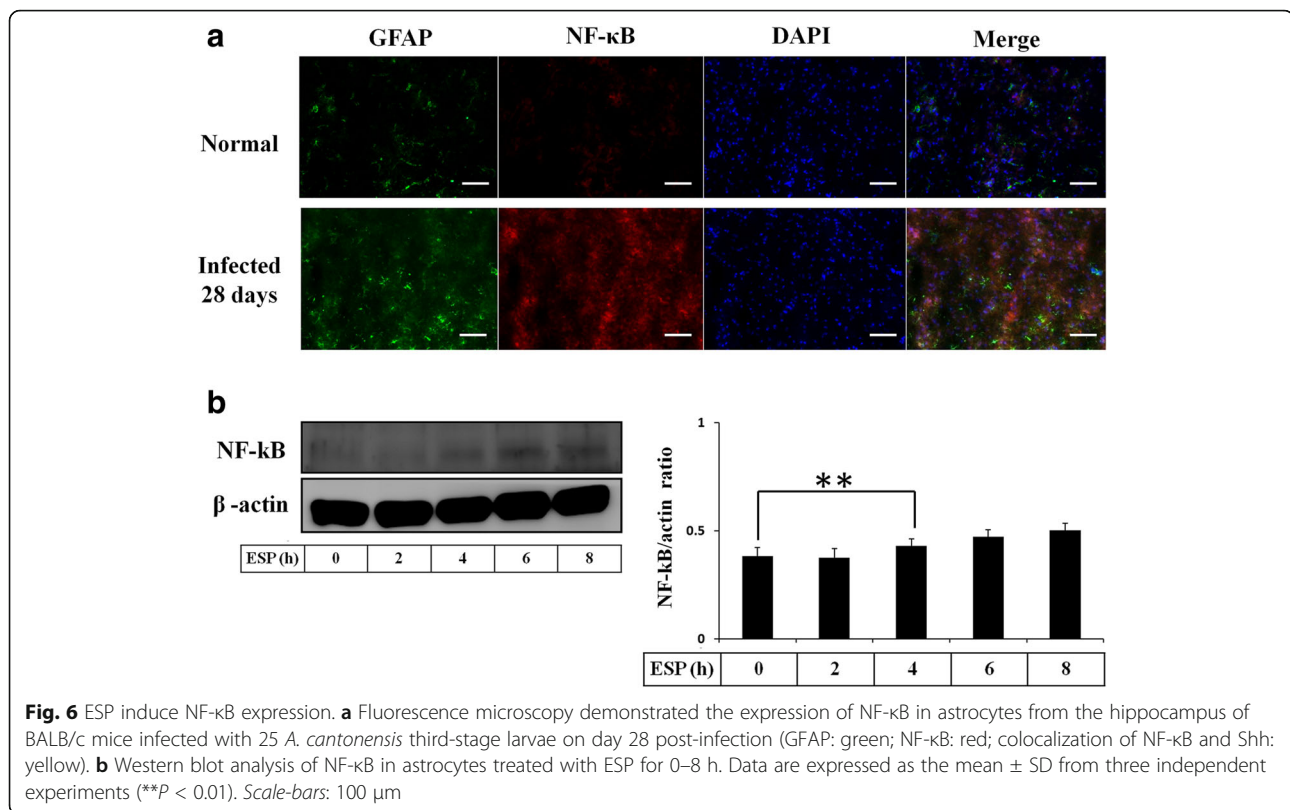 a
GFAP NF-κB DAPI Merge
Normal
Infected
28 days
b
NF-kB
β -actin
ESP (h) 0 2 4 6 8
NF-kB/actin ratio
1
0.5
0
**
ESP (h) 0 2 4 6 8
Fig. 6 ESP induce NF-κB expression. a Fluorescence microscopy demonstrated the expression of NF-κB in astrocytes from the hippocampus of
BALB/c mice infected with 25 A. cantonensis third-stage larvae on day 28 post-infection (GFAP: green; NF-κB: red; colocalization of NF-κB and Shh:
yellow). b Western blot analysis of NF-κB in astrocytes treated with ESP for 0–8 h. Data are expressed as the mean ± SD from three independent
experiments (**P < 0.01). Scale-bars: 100 μm